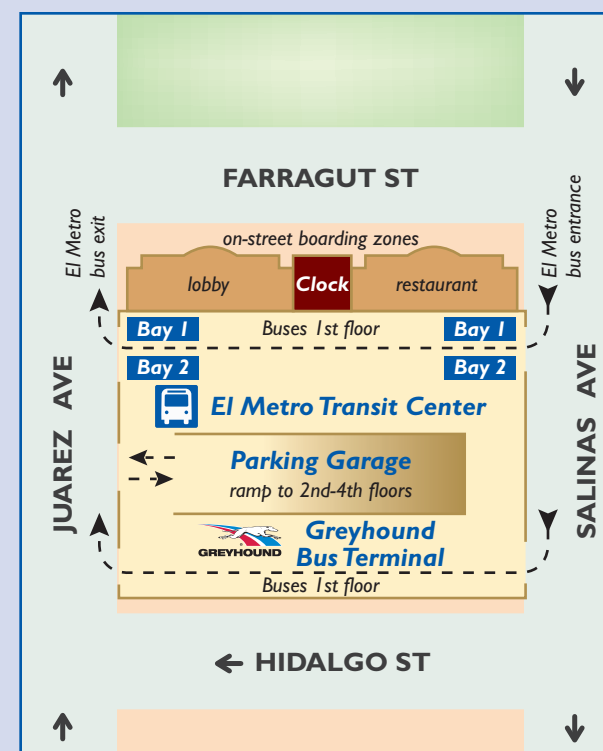 FARRAGUT ST
El Metro
bus exit
El Metro
bus entrance
on-street boarding zones
lobby
Clock
restaurant
Bay 1
Buses 1st floor
Bay 1
Bay 2
Bay 2
El Metro Transit Center
JUAREZ AVE
SALINAS AVE
Parking Garage
ramp to 2nd-4th floors
GREYHOUND
Greyhound
Bus Terminal
Buses 1st floor
HIDALGO ST